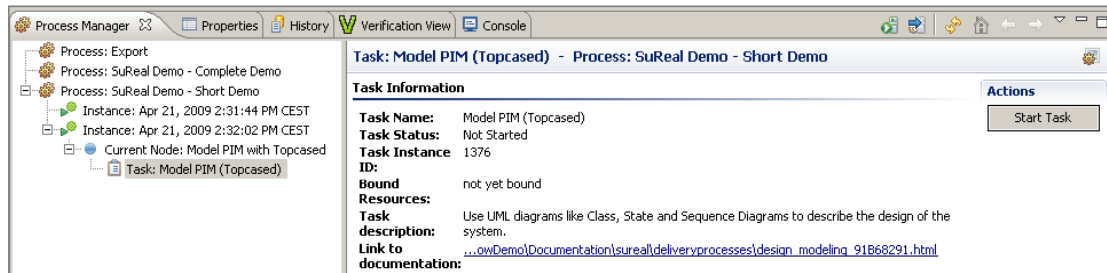 Process Manager Properties History Verification View Console
Process: Export
Process: SuReal Demo - Complete Demo
Process: SuReal Demo - Short Demo
Instance: Apr 21, 2009 2:31:44 PM CEST
Instance: Apr 21, 2009 2:32:02 PM CEST
Current Node: Model PIM with Topcased
Task: Model PIM (Topcased)
Task: Model PIM (Topcased) - Process: SuReal Demo - Short Demo
Task Information
Task Name: Model PIM (Topcased)
Task Status: Not Started
Task Instance 1376
ID:
Bound not yet bound
Resources:
Task Use UML diagrams like Class, State and Sequence Diagrams to describe the design of the
description: system.
Link to ...owDemo\Documentation\sureal\deliveryprocesses\design_modeling_91B68291.html
documentation:
Actions
Start Task